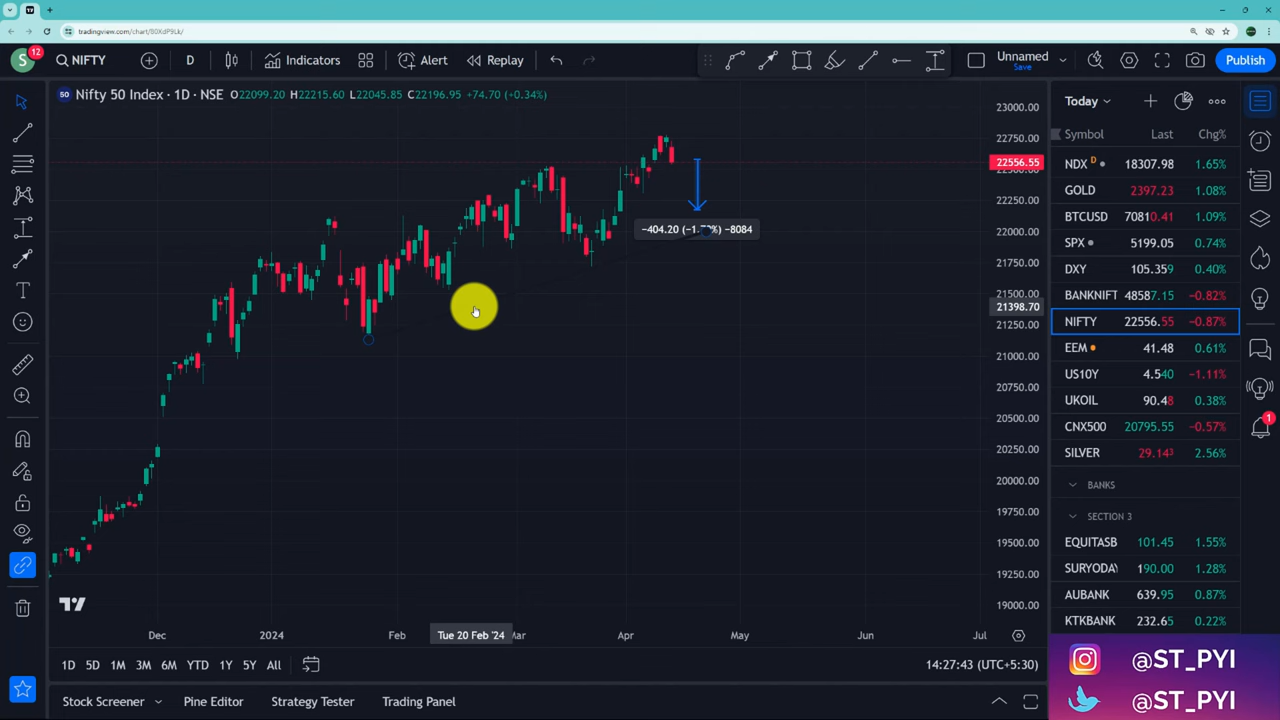 tradingview.com/chart/80XdP9Lk/
S 12 NIFTY D Indicators Alert Replay Unnamed Save Publish
50 Nifty 50 Index · 1D · NSE O22099.20 H22215.60 L22045.85 C22196.95 +74.70 (+0.34%)
23000.00
22750.00
22556.55
22500.00
22250.00
22000.00
21750.00
21500.00
21398.70
21250.00
21000.00
20750.00
20500.00
20250.00
20000.00
19750.00
19500.00
19250.00
19000.00
Dec 2024 Feb Tue 20 Feb '24 Mar Apr May Jun Jul
1D 5D 1M 3M 6M YTD 1Y 5Y All 14:27:43 (UTC+5:30)
Stock Screener Pine Editor Strategy Tester Trading Panel
Today
Symbol Last Chg%
NDX D 18307.98 1.65%
GOLD 2397.23 1.08%
BTCUSD 70810.41 1.09%
SPX 5199.05 0.74%
DXY 105.359 0.40%
BANKNIFT 48587.15 −0.82%
NIFTY 22556.55 −0.87%
EEM 41.48 0.61%
US10Y 4.540 −1.11%
UKOIL 90.48 0.38%
CNX500 20795.55 −0.57%
SILVER 29.143 2.56%
BANKS
SECTION 3
EQUITASB 101.45 1.55%
SURYODA 190.00 1.28%
AUBANK 639.95 0.87%
KTKBANK 232.65 0.22%
1
@ST_PYI
@ST_PYI